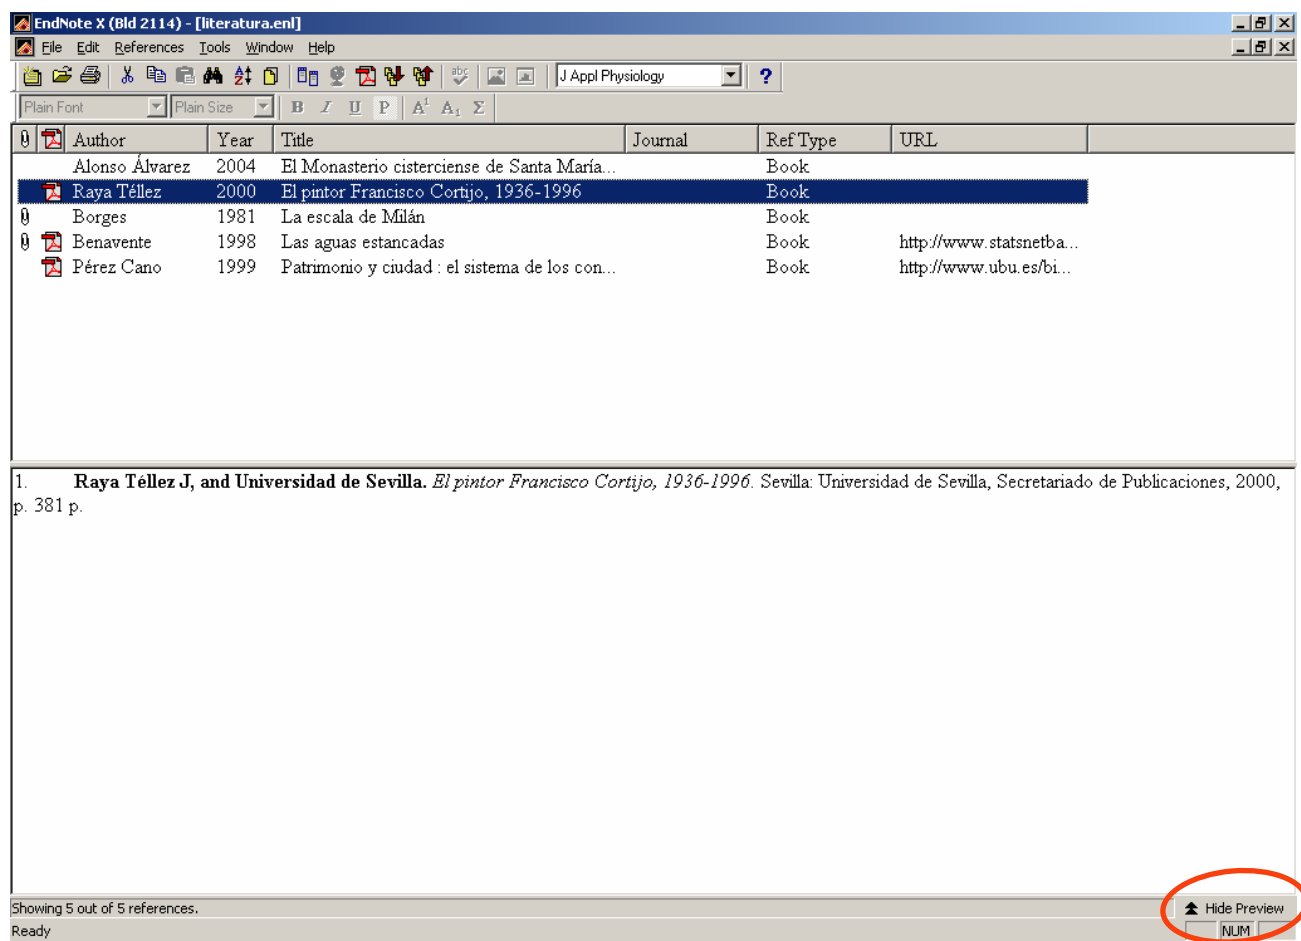 EndNote X (Bld 2114) - [literatura.enl]
File Edit References Tools Window Help
abc J Appl Physiology ?
Plain Font Plain Size B I U P A¹ A₁ Σ
Author Year Title Journal Ref Type URL
Alonso Álvarez 2004 El Monasterio cisterciense de Santa María... Book
Raya Téllez 2000 El pintor Francisco Cortijo, 1936-1996 Book
Borges 1981 La escala de Milán Book
Benavente 1998 Las aguas estancadas Book http://www.statsnetba...
Pérez Cano 1999 Patrimonio y ciudad : el sistema de los con... Book http://www.ubu.es/bi...
1. Raya Téllez J, and Universidad de Sevilla. El pintor Francisco Cortijo, 1936-1996. Sevilla: Universidad de Sevilla, Secretariado de Publicaciones, 2000,
p. 381 p.
Showing 5 out of 5 references. Hide Preview
Ready NUM